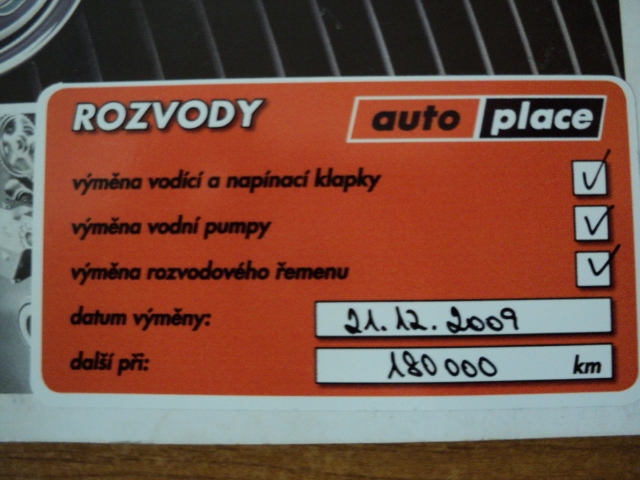 ROZVODY auto place
výměna vodící a napínací klapky
výměna vodní pumpy
výměna rozvodového řemenu
datum výměny: 21.12.2009
další při: 180 000 km